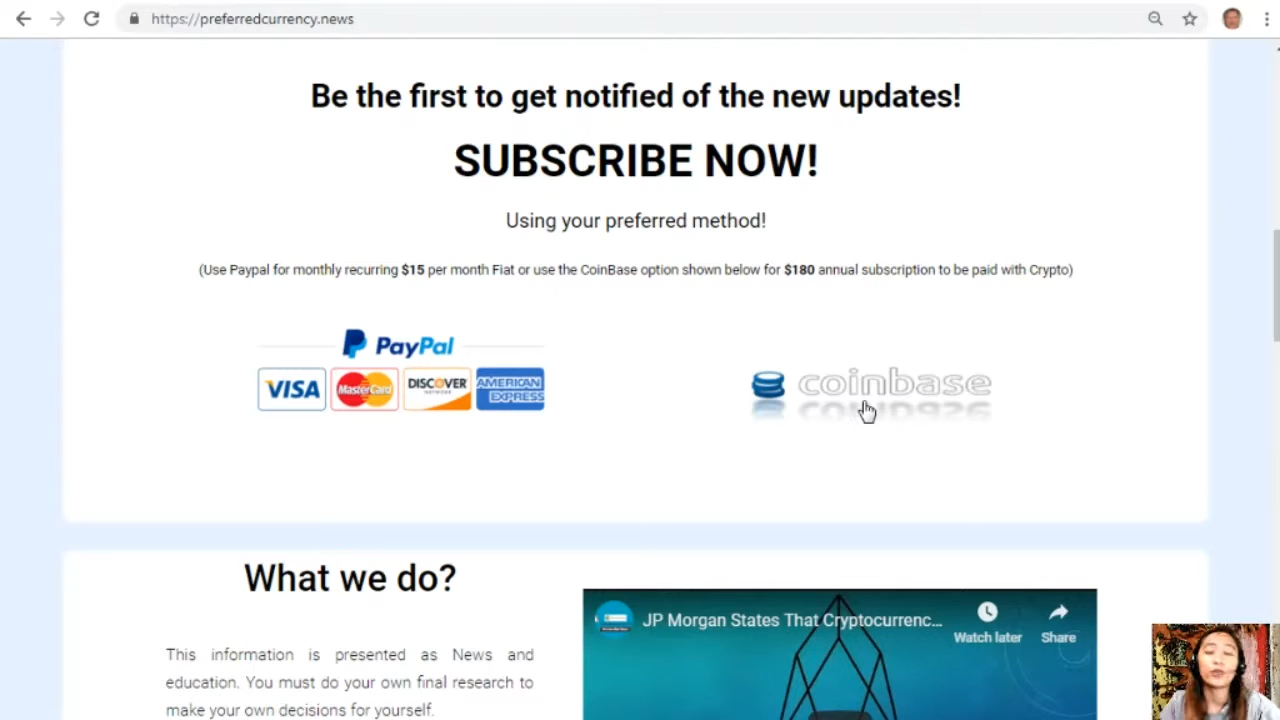 https://preferredcurrency.news
Be the first to get notified of the new updates!
SUBSCRIBE NOW!
Using your preferred method!
(Use Paypal for monthly recurring $15 per month Fiat or use the CoinBase option shown below for $180 annual subscription to be paid with Crypto)
PayPal
VISA
MasterCard
DISCOVER
NETWORK
AMERICAN
EXPRESS
coinbase
What we do?
This information is presented as News and
education. You must do your own final research to
make your own decisions for yourself.
JP Morgan States That Cryptocurrenc...
Watch later
Share